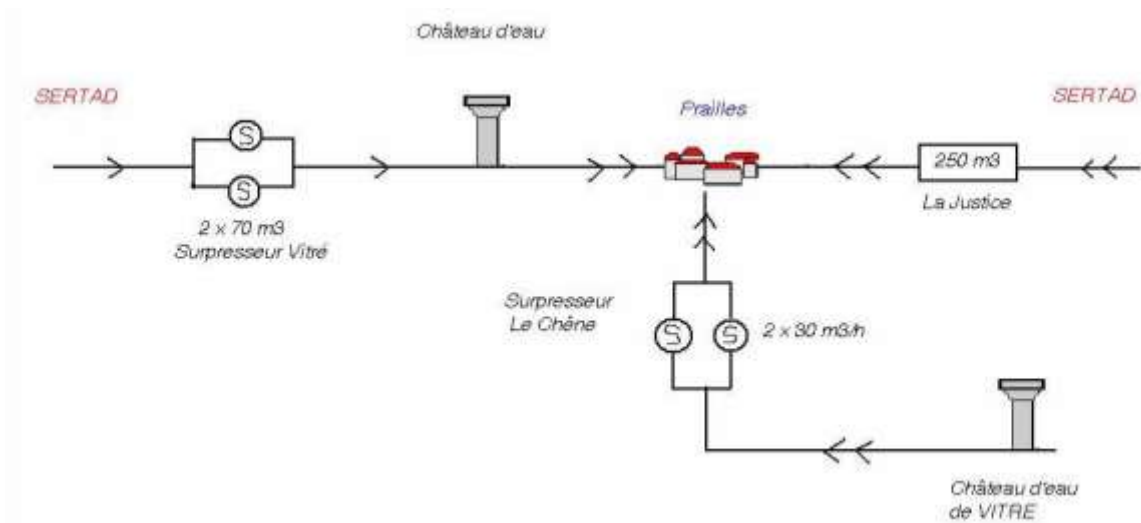 Château d'eau
SERTAD
Prailles
SERTAD
S
S
250 m3
La Justice
2 x 70 m3
Surpresseur Vitré
Surpresseur
Le Chêne
S
S
2 x 30 m3/h
Château d'eau
de VITRE